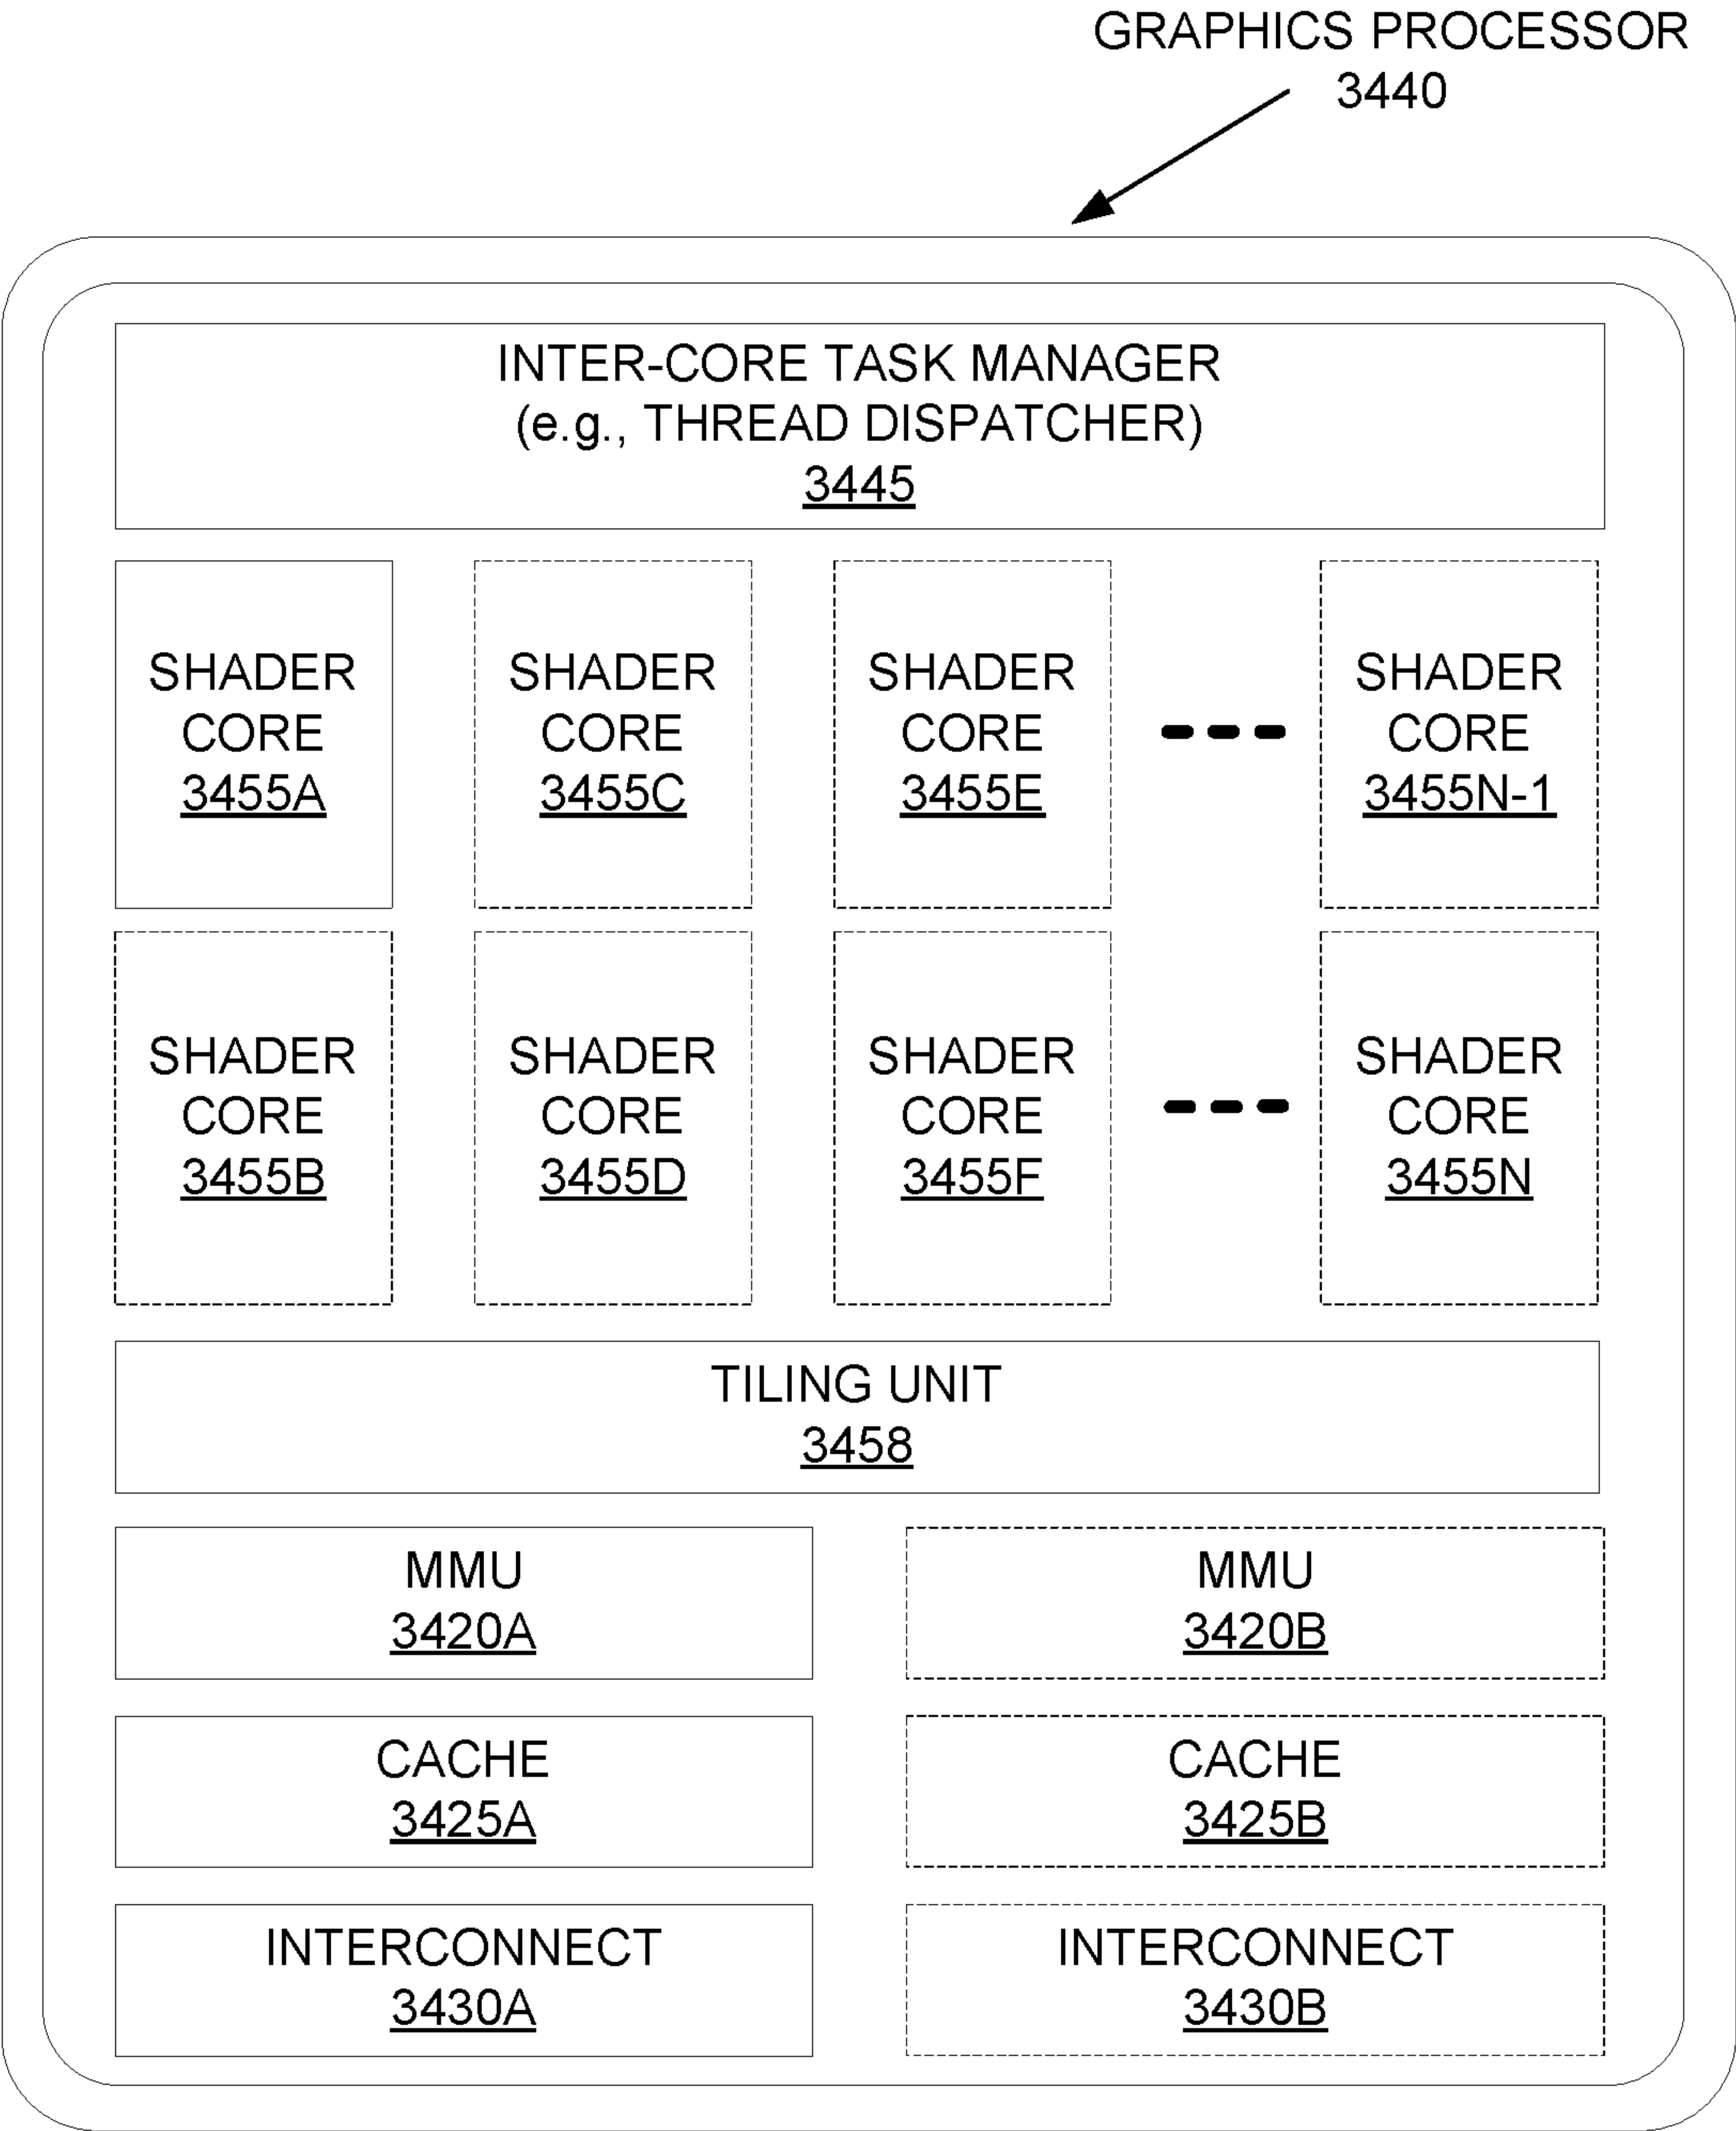 GRAPHICS PROCESSOR
3440
INTER-CORE TASK MANAGER
(e.g., THREAD DISPATCHER)
3445
SHADER
CORE
3455A
SHADER
CORE
3455C
SHADER
CORE
3455E
SHADER
CORE
3455N-1
SHADER
CORE
3455B
SHADER
CORE
3455D
SHADER
CORE
3455F
SHADER
CORE
3455N
TILING UNIT
3458
MMU
3420A
MMU
3420B
CACHE
3425A
CACHE
3425B
INTERCONNECT
3430A
INTERCONNECT
3430B